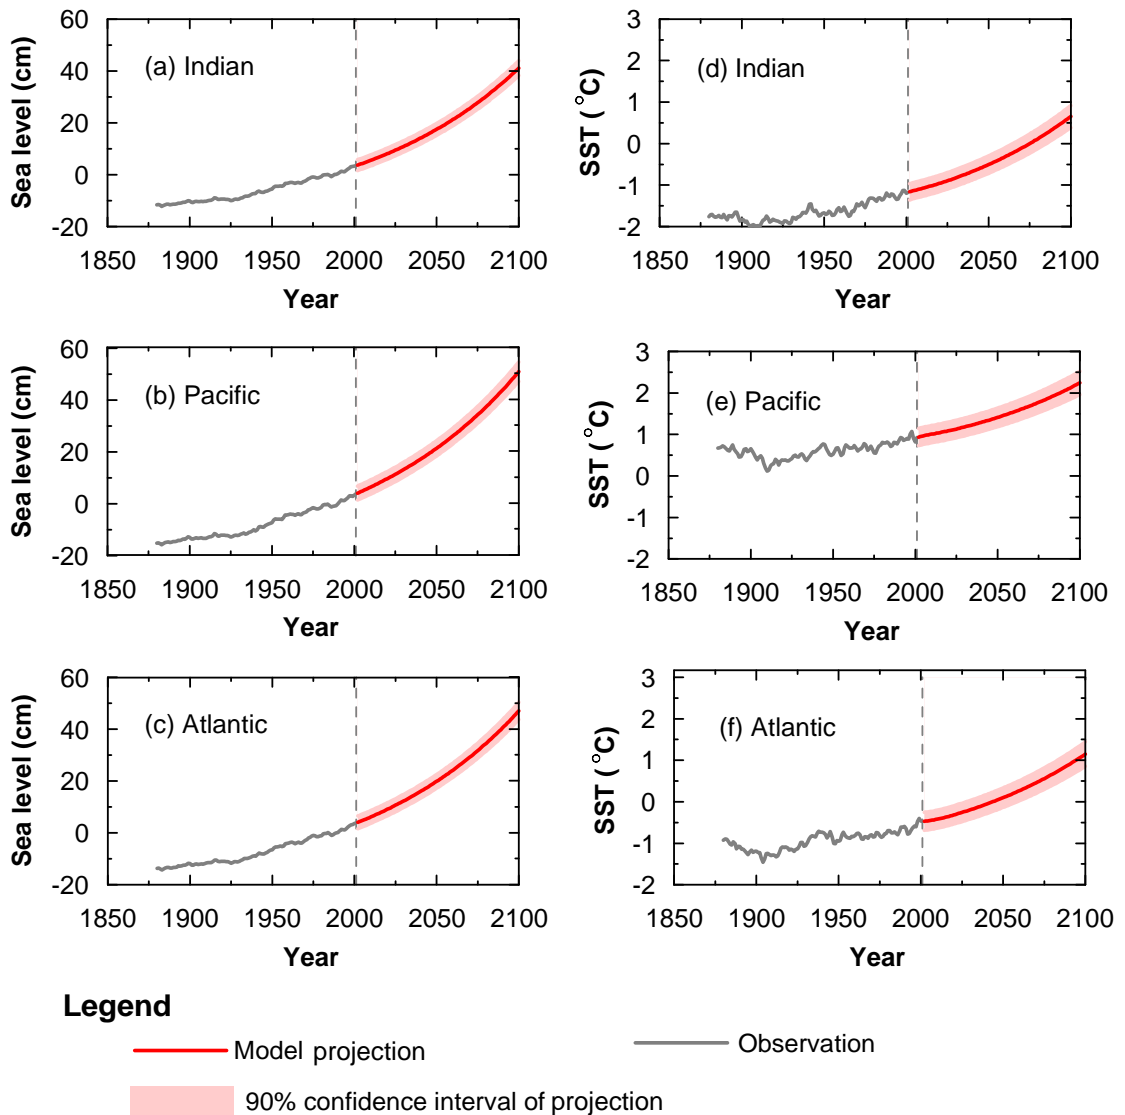 (a) Indian
Sea level (cm)
60
40
20
0
-20
1850 1900 1950 2000 2050 2100
Year
(d) Indian
SST ( °C)
3
2
1
0
-1
-2
1850 1900 1950 2000 2050 2100
Year
(b) Pacific
Sea level (cm)
60
40
20
0
-20
1850 1900 1950 2000 2050 2100
Year
(e) Pacific
SST ( °C)
3
2
1
0
-1
-2
1850 1900 1950 2000 2050 2100
Year
(c) Atlantic
Sea level (cm)
60
40
20
0
-20
1850 1900 1950 2000 2050 2100
Year
(f) Atlantic
SST ( °C)
3
2
1
0
-1
-2
1850 1900 1950 2000 2050 2100
Year
Legend
Model projection
Observation
90% confidence interval of projection